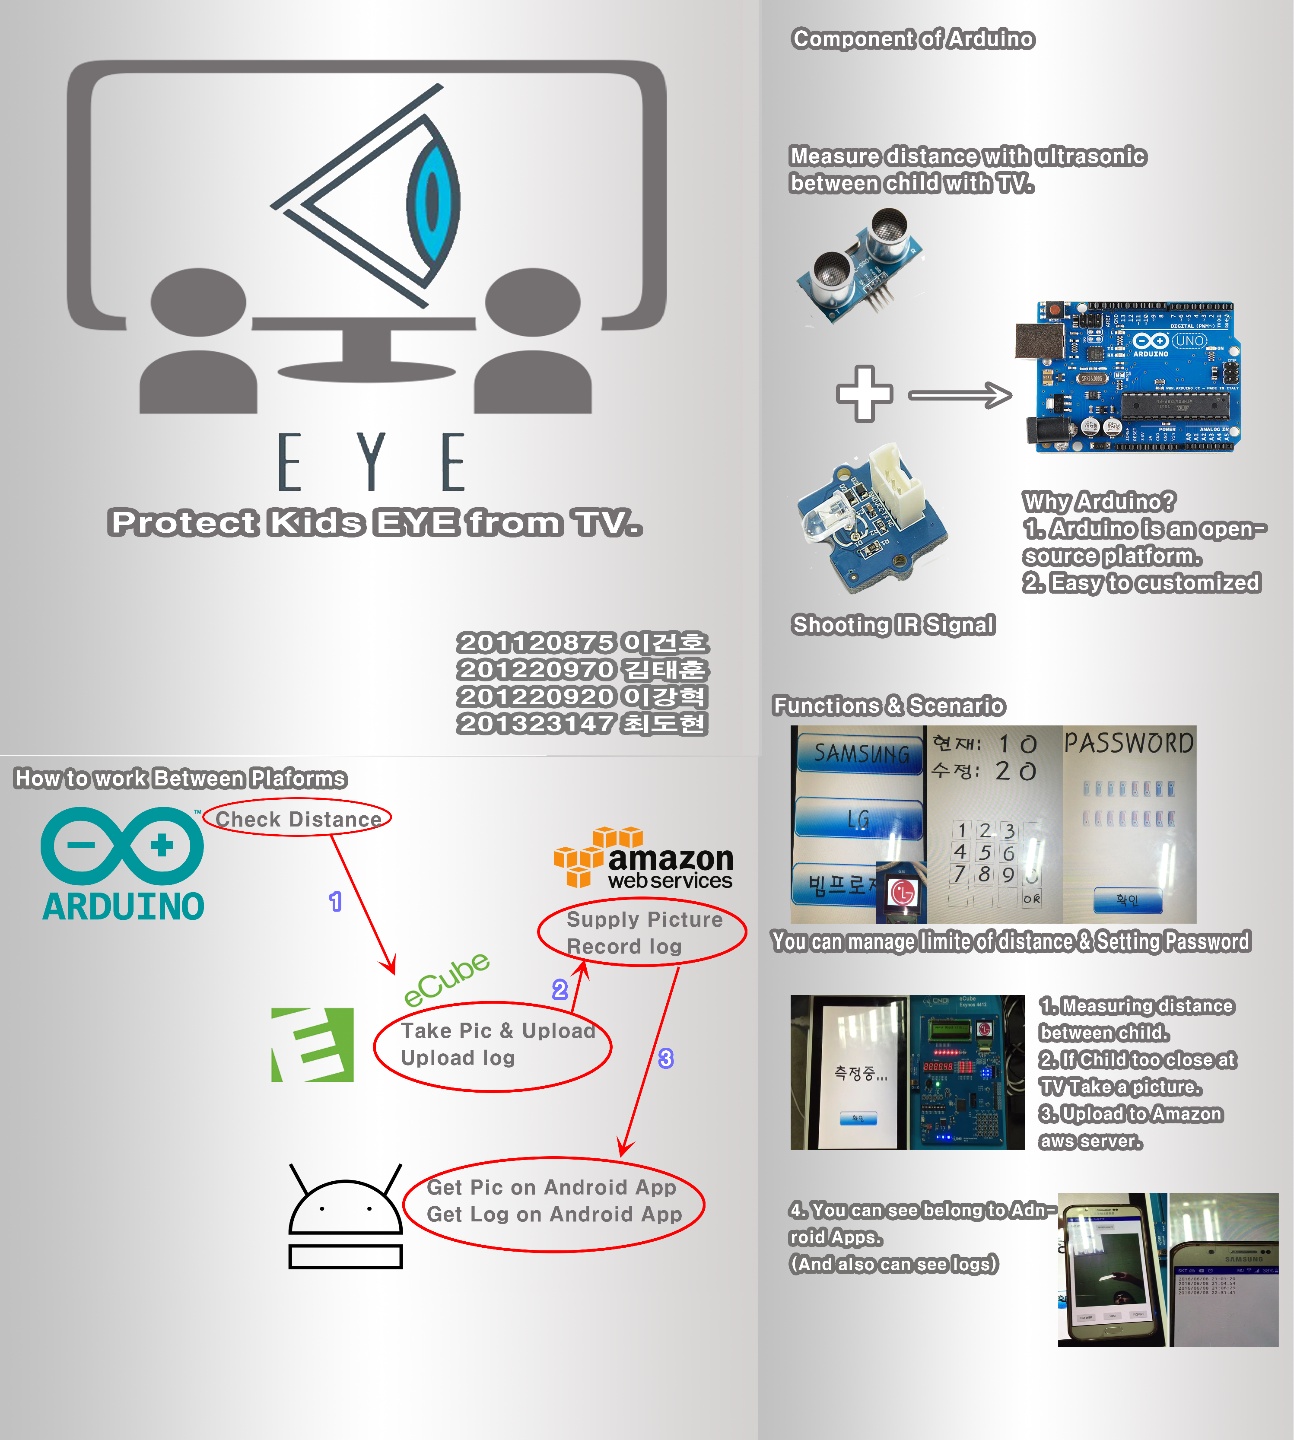 EYE
Protect Kids EYE from TV.
201120875 이건호
201220970 김태훈
201220920 이강혁
201323147 최도현
How to work Between Plaforms
ARDUINO
Check Distance
1
amazon
web services
Supply Picture
Record log
2
eCube
Take Pic & Upload
Upload log
3
Get Pic on Android App
Get Log on Android App
Component of Arduino
Measure distance with ultrasonic
between child with TV.
ARDUINO
UNO
Why Arduino?
1. Arduino is an open-
source platform.
2. Easy to customized
Shooting IR Signal
Functions & Scenario
SAMSUNG
LG
빔프로
현재: 10
수정: 20
1 2 3
4 5 6
7 8 9
OK
PASSWORD
확인
You can manage limite of distance & Setting Password
측정중...
확인
1. Measuring distance
between child.
2. If Child too close at
TV Take a picture.
3. Upload to Amazon
aws server.
4. You can see belong to Adn-
roid Apps.
(And also can see logs)
SAMSUNG